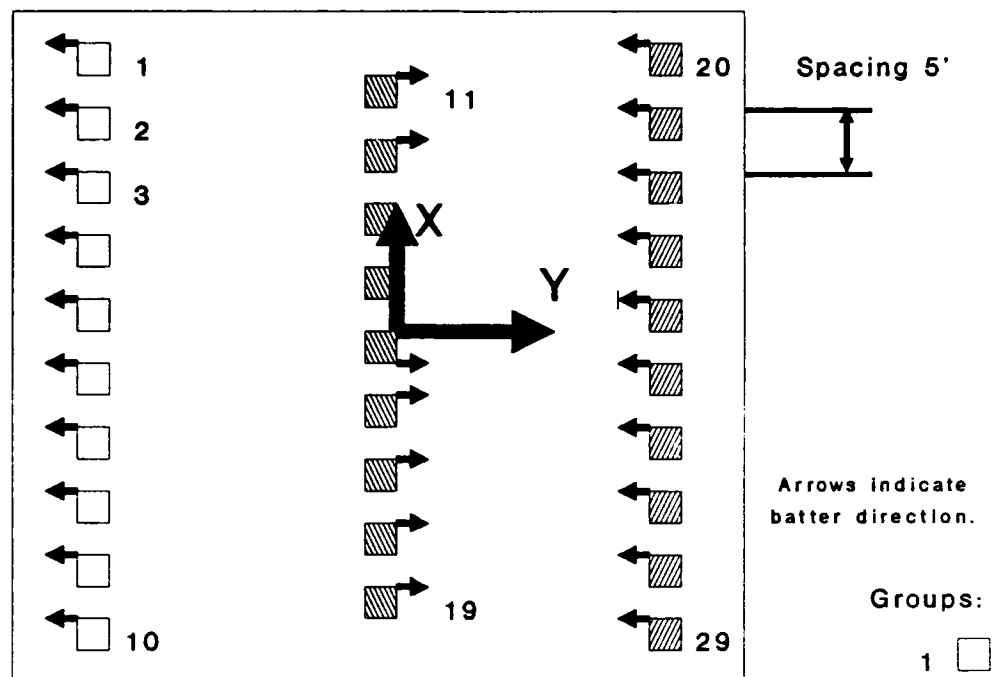 1
20
Spacing 5'
11
2
3
X
Y
Arrows indicate
batter direction.
Groups:
19
10
29
1